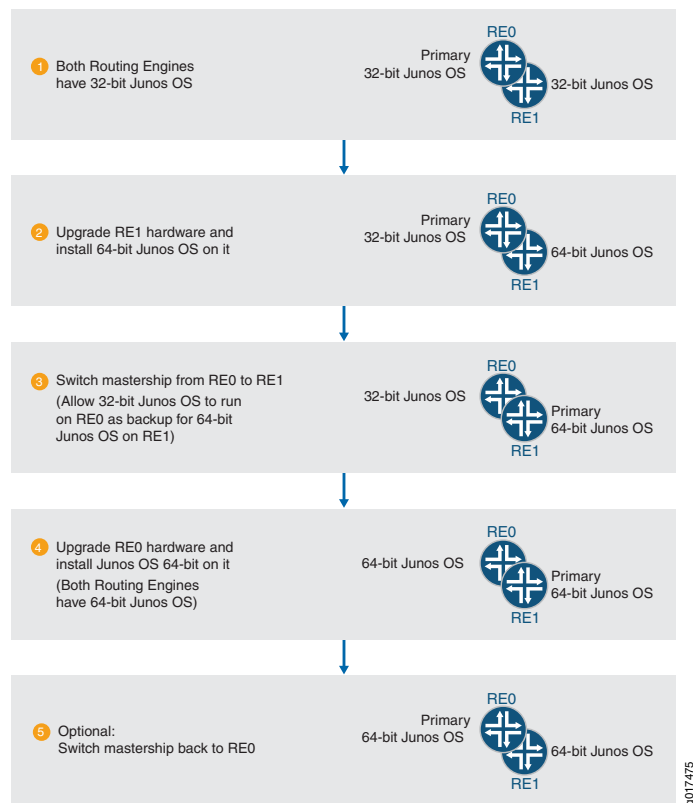 1 Both Routing Engines
have 32-bit Junos OS
RE0
Primary
32-bit Junos OS
32-bit Junos OS
RE1
2 Upgrade RE1 hardware and
install 64-bit Junos OS on it
RE0
Primary
32-bit Junos OS
64-bit Junos OS
RE1
3 Switch mastership from RE0 to RE1
(Allow 32-bit Junos OS to run
on RE0 as backup for 64-bit
Junos OS on RE1)
RE0
32-bit Junos OS
Primary
64-bit Junos OS
RE1
4 Upgrade RE0 hardware and
install Junos OS 64-bit on it
(Both Routing Engines
have 64-bit Junos OS)
RE0
64-bit Junos OS
Primary
64-bit Junos OS
RE1
5 Optional:
Switch mastership back to RE0
RE0
Primary
64-bit Junos OS
64-bit Junos OS
RE1
g017475